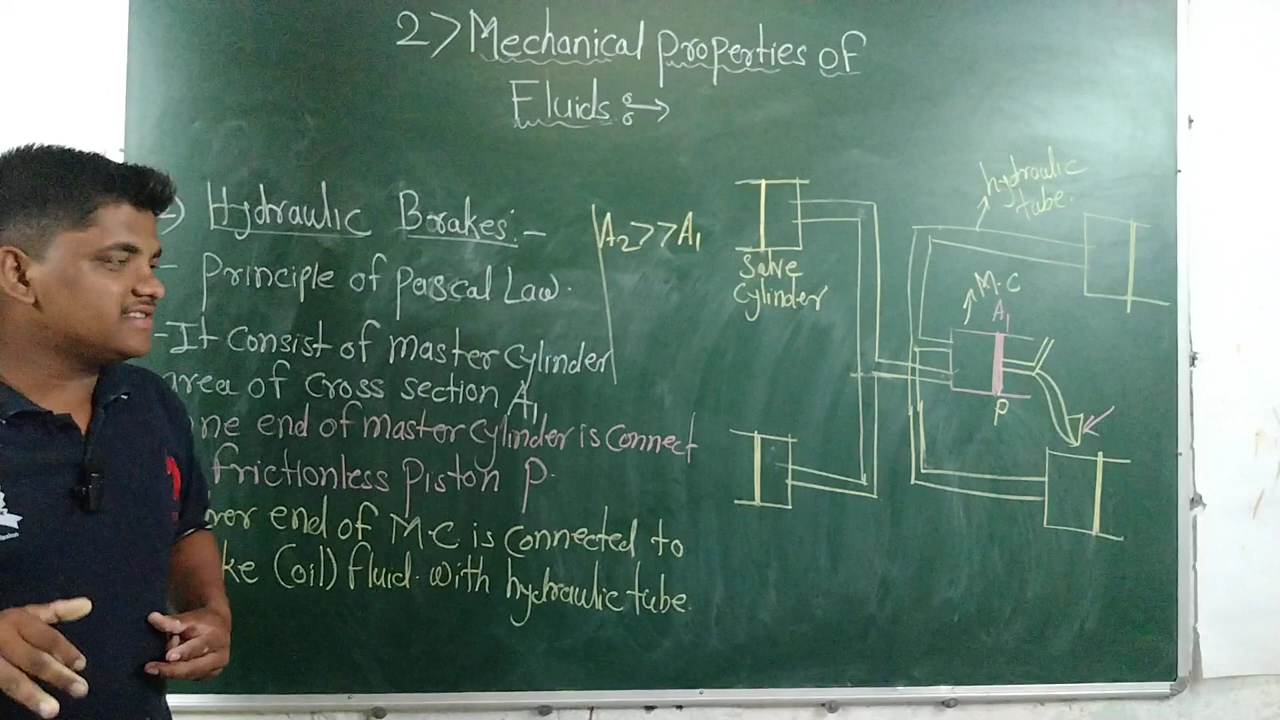 2> Mechanical Properties of
Fluids :→
Hydraulic Brakes :-
- Principle of Pascal Law.
- It Consist of Master Cylinder
area of cross section A₁
one end of Master Cylinder is Connect
frictionless Piston P.
end of M.C is Connected to
(oil) fluid. with hydraulic tube.
A₂>>A₁
Salve
Cylinder
hydraulic
tube.
M.C
A₁
P